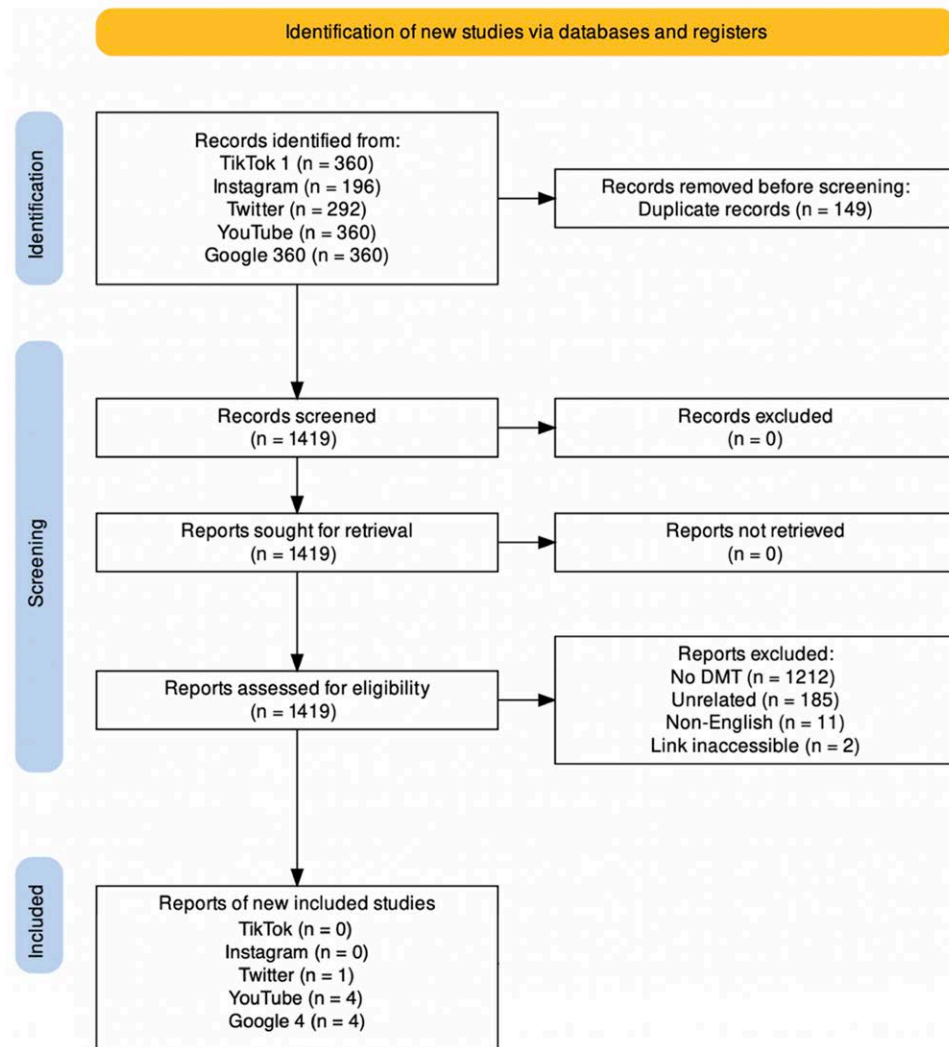 Identification of new studies via databases and registers
Identification
Records identified from:
TikTok 1 (n = 360)
Instagram (n = 196)
Twitter (n = 292)
YouTube (n = 360)
Google 360 (n = 360)
Records removed before screening:
Duplicate records (n = 149)
Screening
Records screened
(n = 1419)
Records excluded
(n = 0)
Reports sought for retrieval
(n = 1419)
Reports not retrieved
(n = 0)
Reports assessed for eligibility
(n = 1419)
Reports excluded:
No DMT (n = 1212)
Unrelated (n = 185)
Non-English (n = 11)
Link inaccessible (n = 2)
Included
Reports of new included studies
TikTok (n = 0)
Instagram (n = 0)
Twitter (n = 1)
YouTube (n = 4)
Google 4 (n = 4)